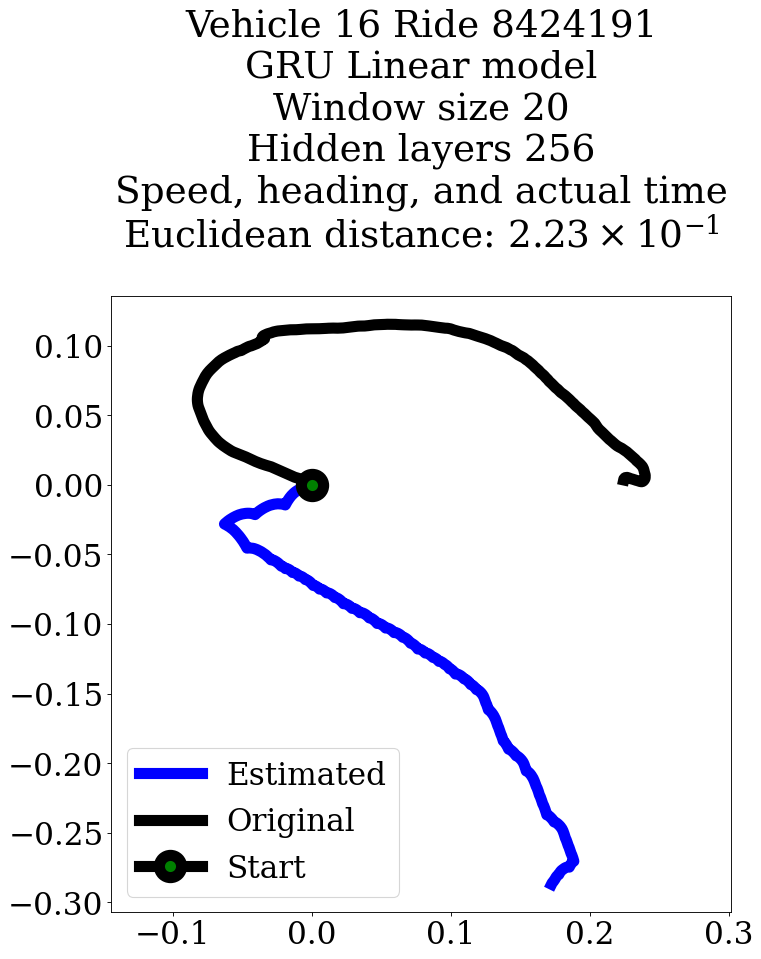 Vehicle 16 Ride 8424191
GRU Linear model
Window size 20
Hidden layers 256
Speed, heading, and actual time
Euclidean distance: 2.23 × 10⁻¹
0.10
0.05
0.00
−0.05
−0.10
−0.15
−0.20
−0.25
−0.30
Estimated
Original
Start
−0.1 0.0 0.1 0.2 0.3